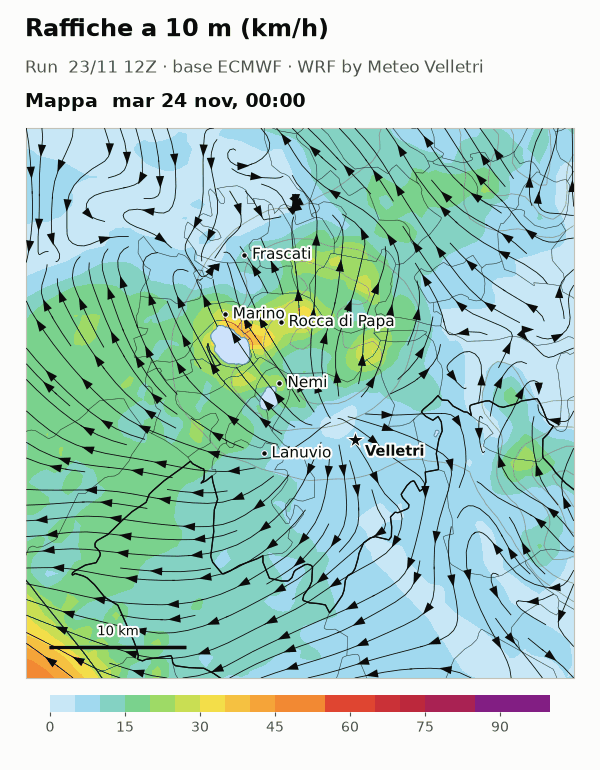 Raffiche a 10 m (km/h)
Run  23/11 12Z · base ECMWF · WRF by Meteo Velletri
Mappa  mar 24 nov, 00:00
Frascati
Marino
Rocca di Papa
Nemi
Lanuvio
Velletri
10 km
0 15 30 45 60 75 90